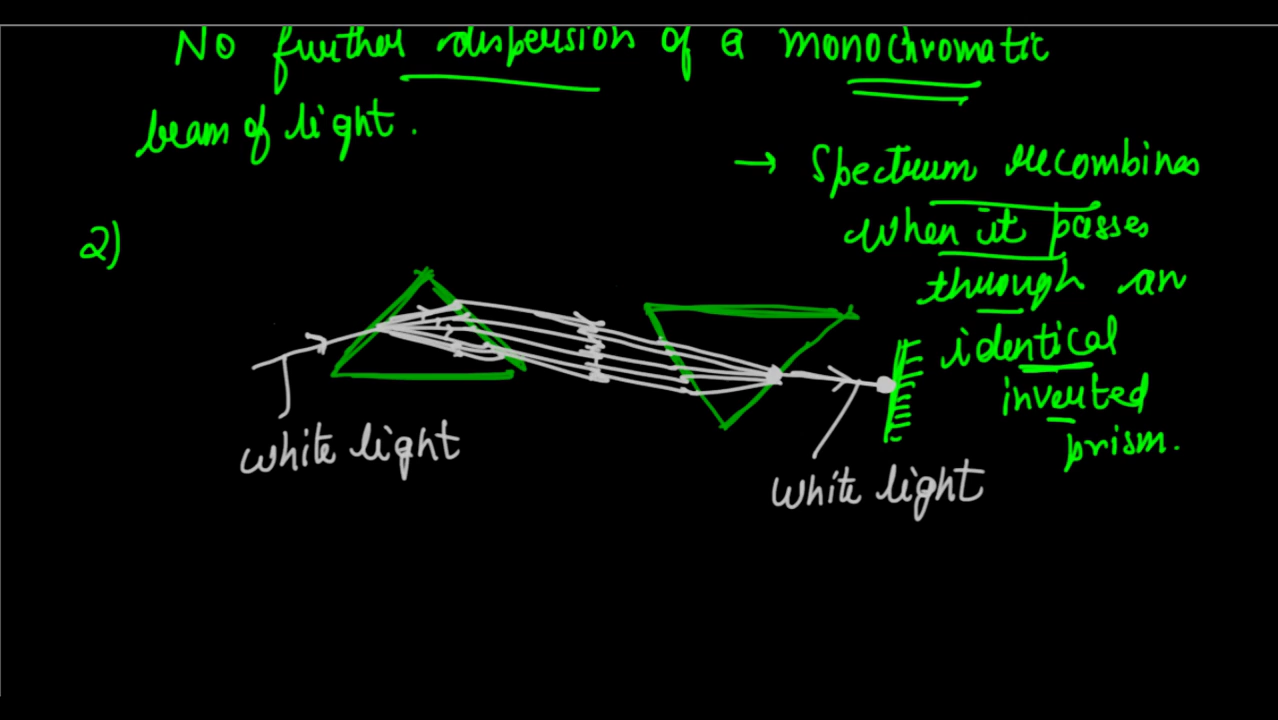 No further dispersion of a monochromatic
beam of light.
→ Spectrum recombines
when it passes
through an
identical
inverted
prism.
2)
white light
white light